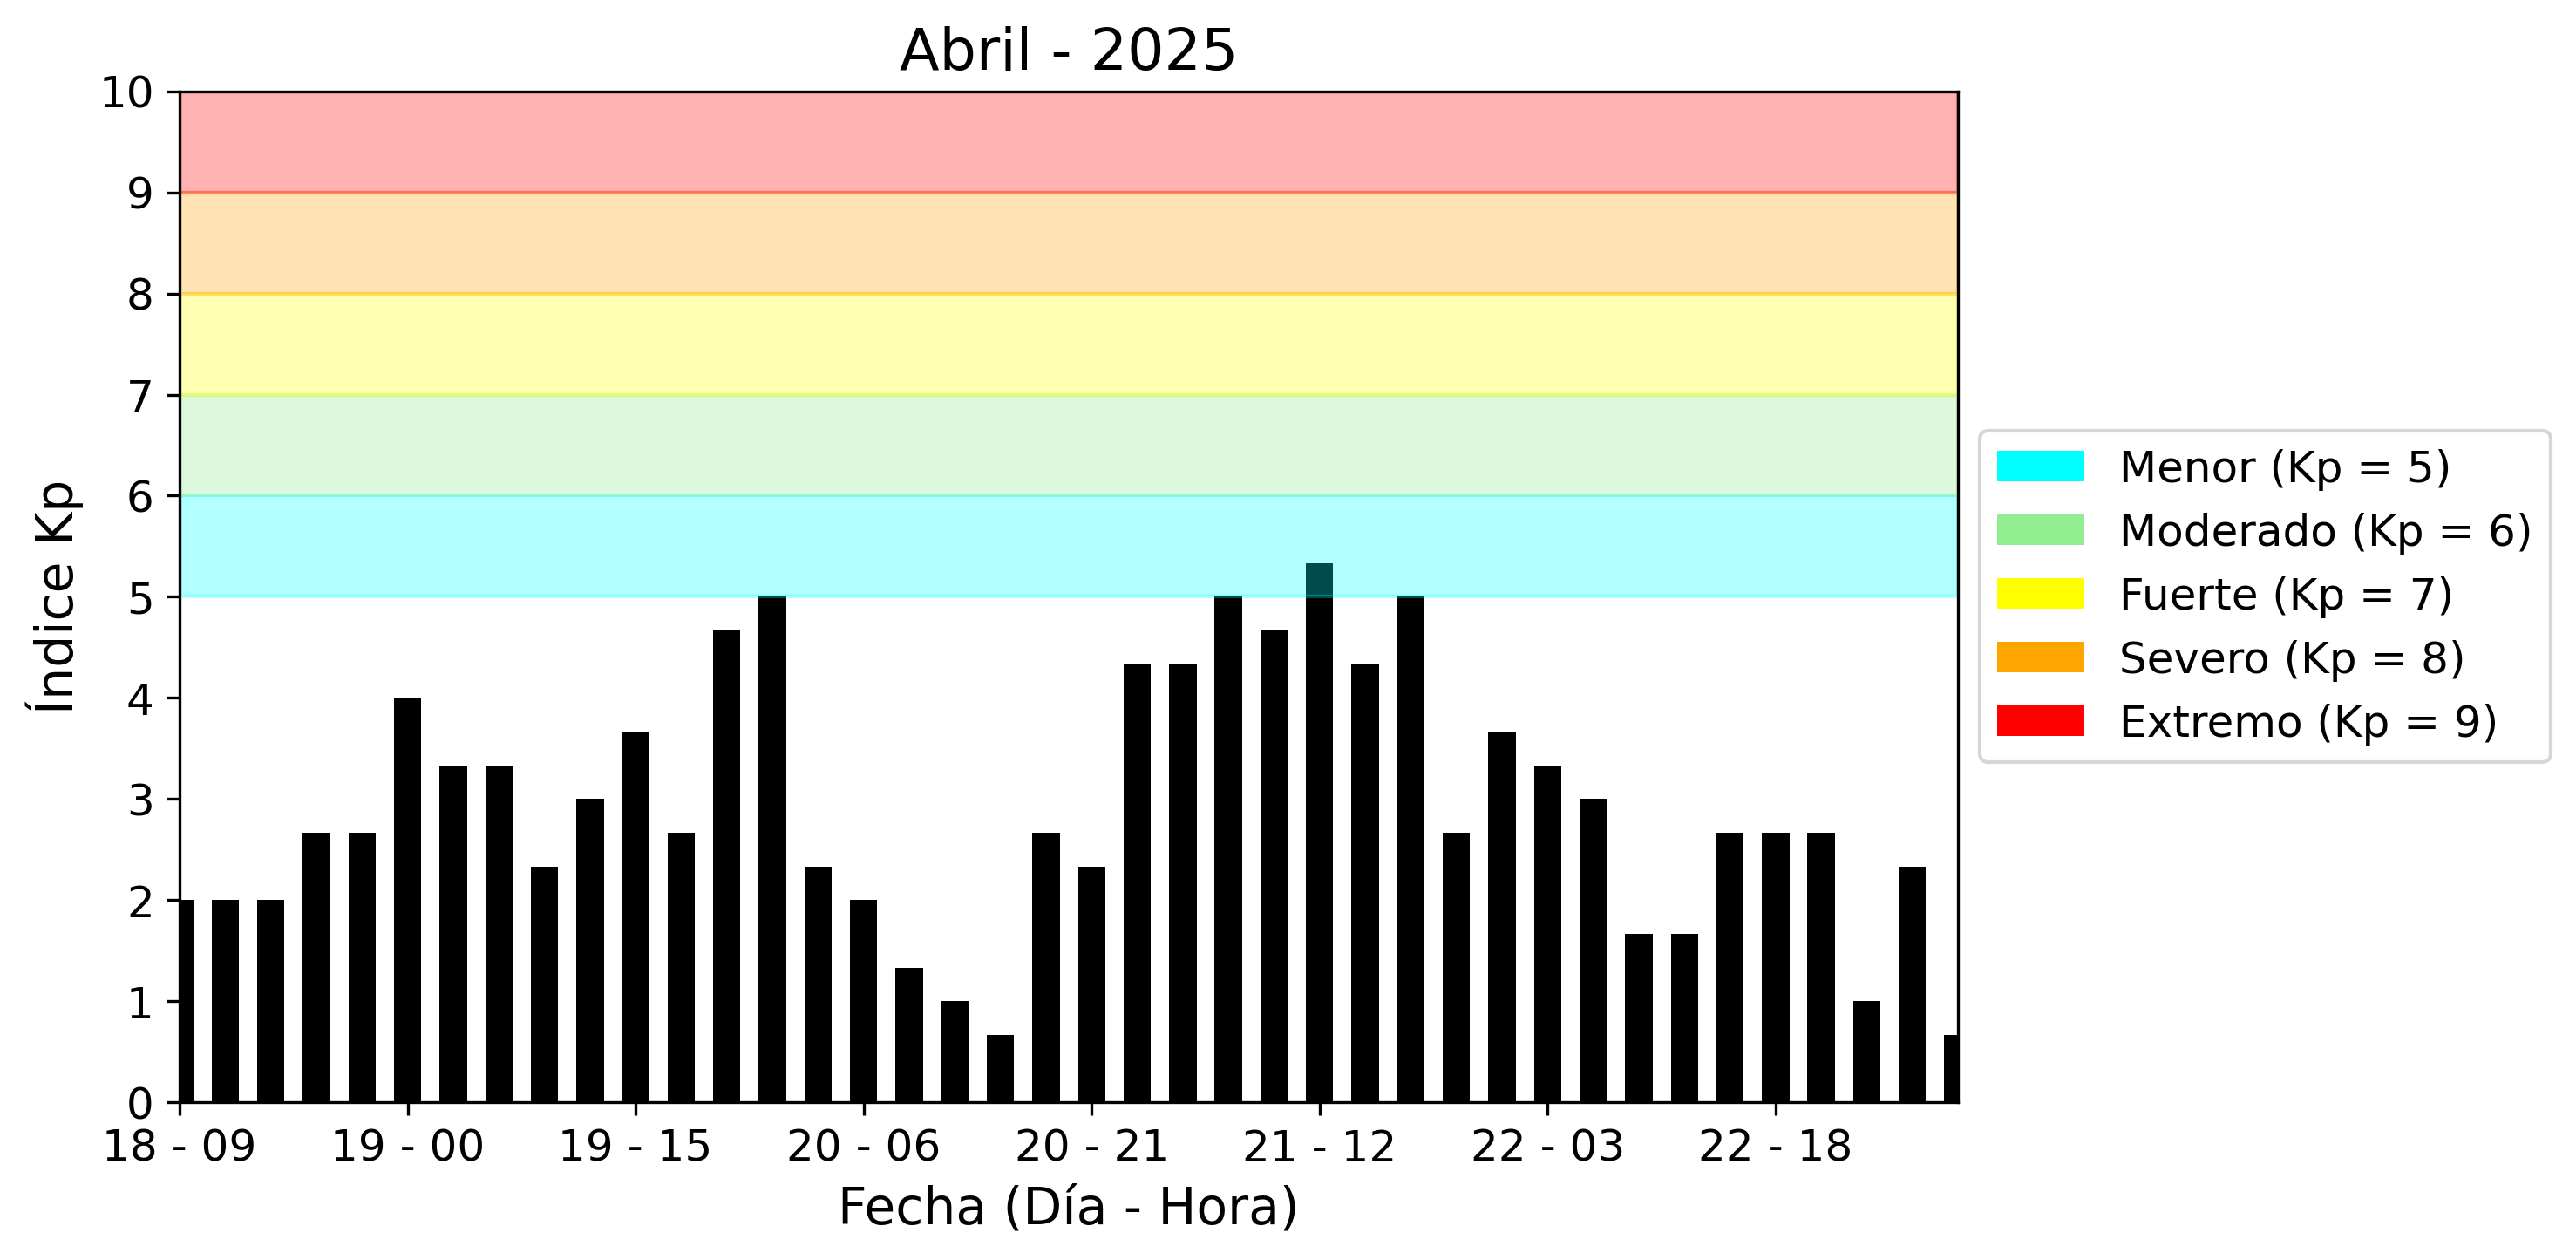 Abril - 2025
10
9
8
7
6
5
4
3
2
1
0
Índice Kp
18 - 09
19 - 00
19 - 15
20 - 06
20 - 21
21 - 12
22 - 03
22 - 18
Fecha (Día - Hora)
Menor (Kp = 5)
Moderado (Kp = 6)
Fuerte (Kp = 7)
Severo (Kp = 8)
Extremo (Kp = 9)